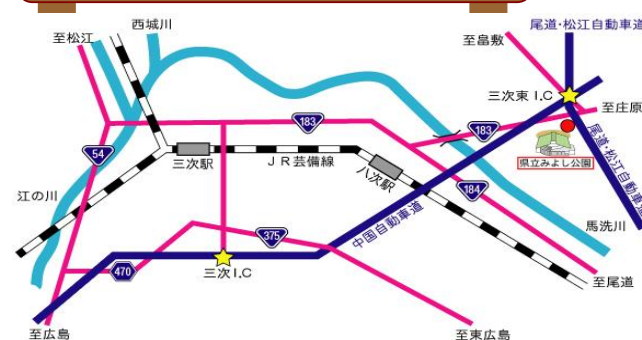 西城川
尾道・松江自動車道
至松江
至畠敷
三次東I.C
至庄原
183
183
54
三次駅
JR芸備線
八次駅
県立みよし公園
尾道・松江自動車道
184
江の川
375
中国自動車道
馬洗川
470
三次I.C
至尾道
至広島
至東広島